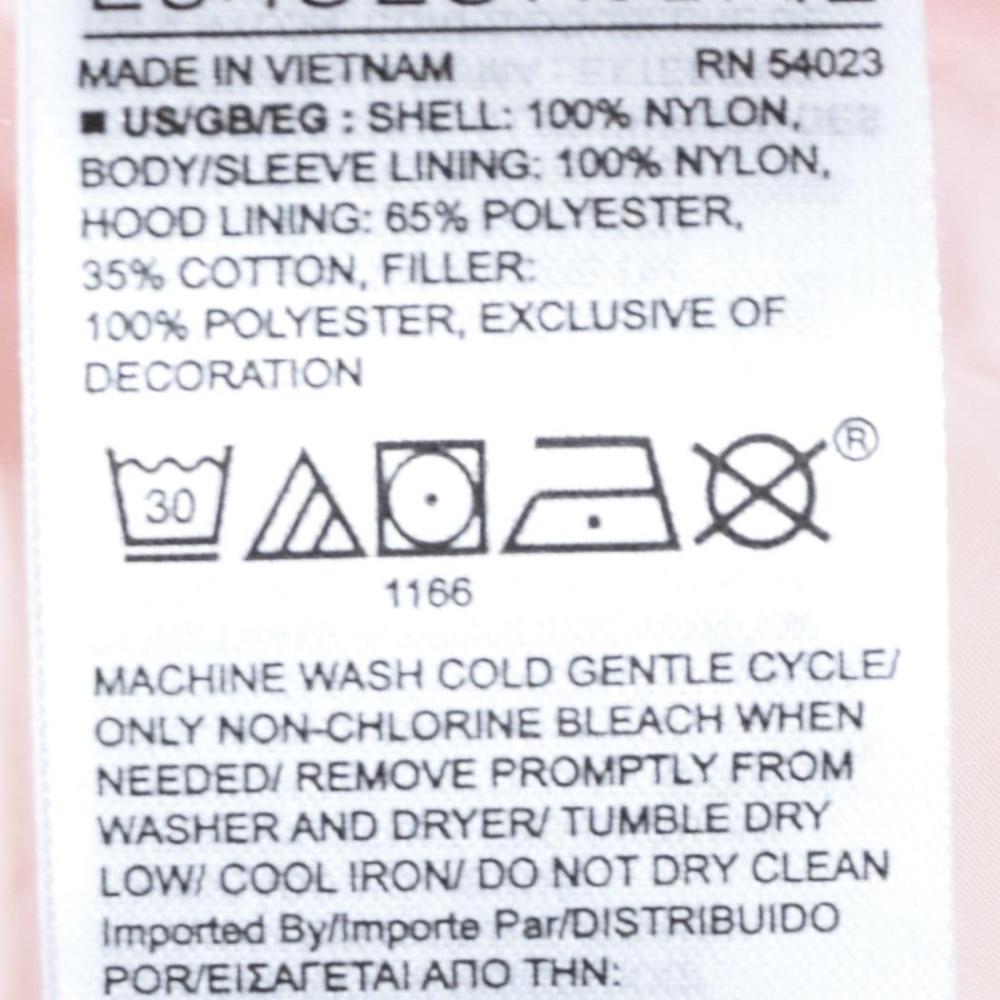 MADE IN VIETNAM RN 54023
■ US/GB/EG : SHELL: 100% NYLON,
BODY/SLEEVE LINING: 100% NYLON,
HOOD LINING: 65% POLYESTER,
35% COTTON, FILLER:
100% POLYESTER, EXCLUSIVE OF
DECORATION
30
®
1166
MACHINE WASH COLD GENTLE CYCLE/
ONLY NON-CHLORINE BLEACH WHEN
NEEDED/ REMOVE PROMPTLY FROM
WASHER AND DRYER/ TUMBLE DRY
LOW/ COOL IRON/ DO NOT DRY CLEAN
Imported By/Importe Par/DISTRIBUIDO
POR/ΕΙΣΑΓΕΤΑΙ ΑΠΟ ΤΗΝ: